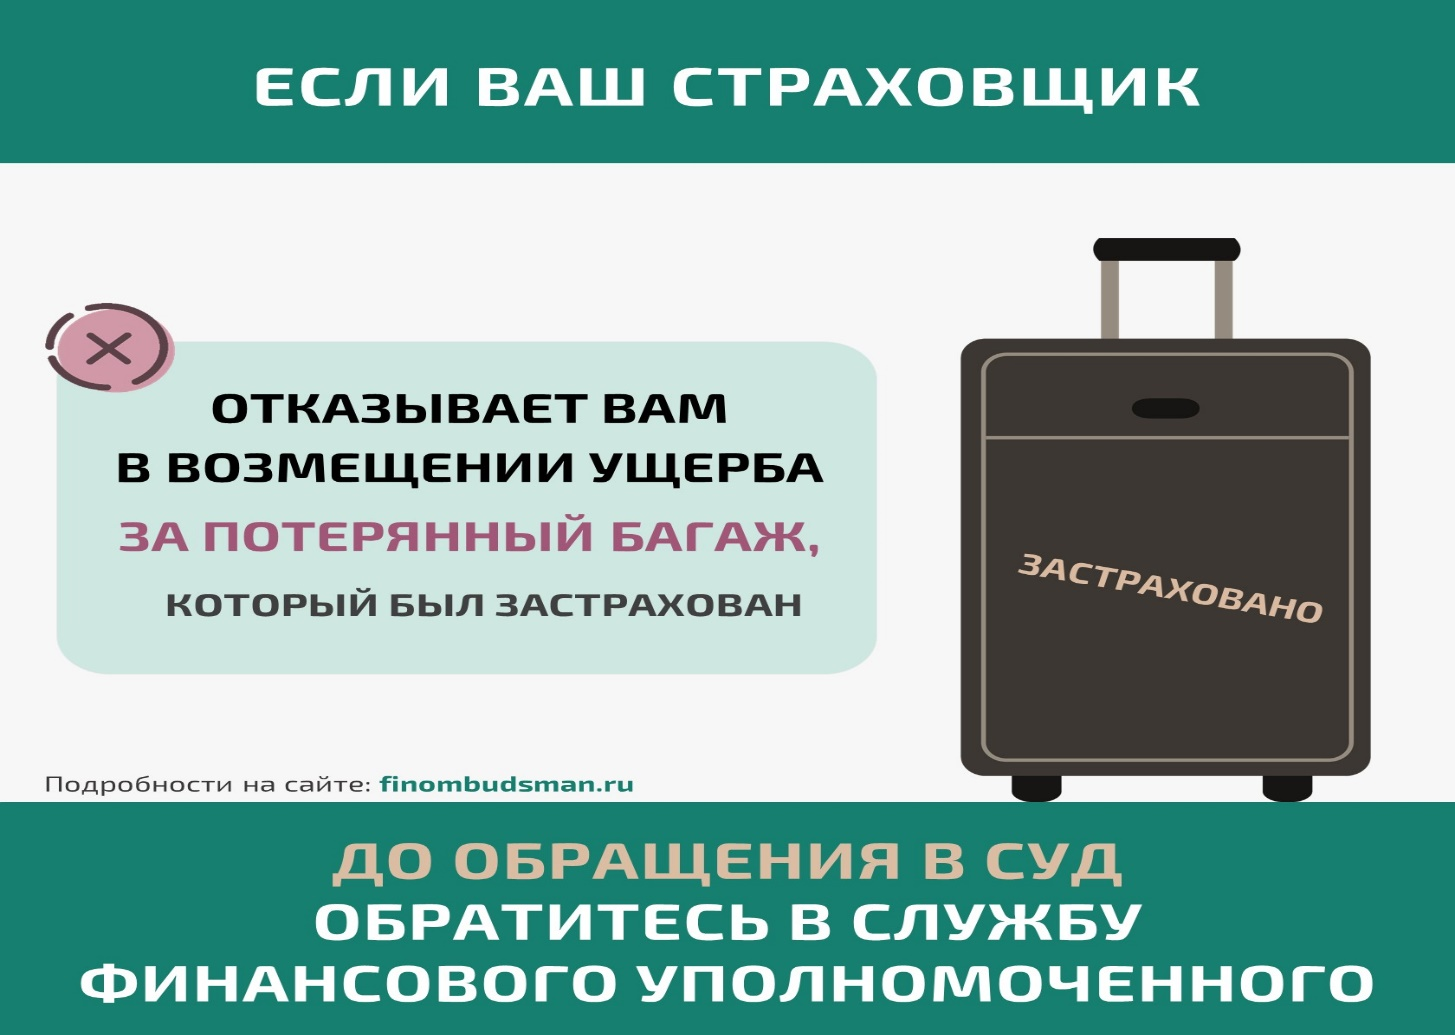 ЕСЛИ ВАШ СТРАХОВЩИК
ОТКАЗЫВАЕТ ВАМ
В ВОЗМЕЩЕНИИ УЩЕРБА
ЗА ПОТЕРЯННЫЙ БАГАЖ,
КОТОРЫЙ БЫЛ ЗАСТРАХОВАН
ЗАСТРАХОВАНО
Подробности на сайте: finombudsman.ru
ДО ОБРАЩЕНИЯ В СУД
ОБРАТИТЕСЬ В СЛУЖБУ
ФИНАНСОВОГО УПОЛНОМОЧЕННОГО